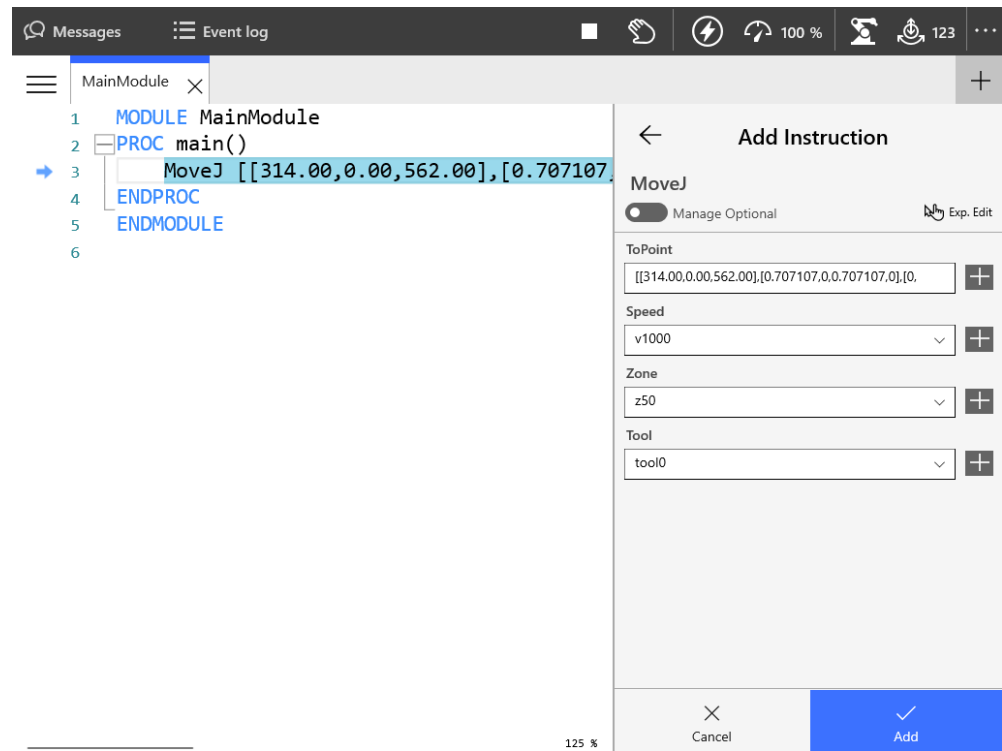 Messages
Event log
100 %
123
MainModule
1 MODULE MainModule
2 PROC main()
3 MoveJ [[314.00,0.00,562.00],[0.707107,
4 ENDPROC
5 ENDMODULE
6
125 %
Add Instruction
MoveJ
Manage Optional
Exp. Edit
ToPoint
[[314.00,0.00,562.00],[0.707107,0,0.707107,0],[0,
Speed
v1000
Zone
z50
Tool
tool0
Cancel
Add